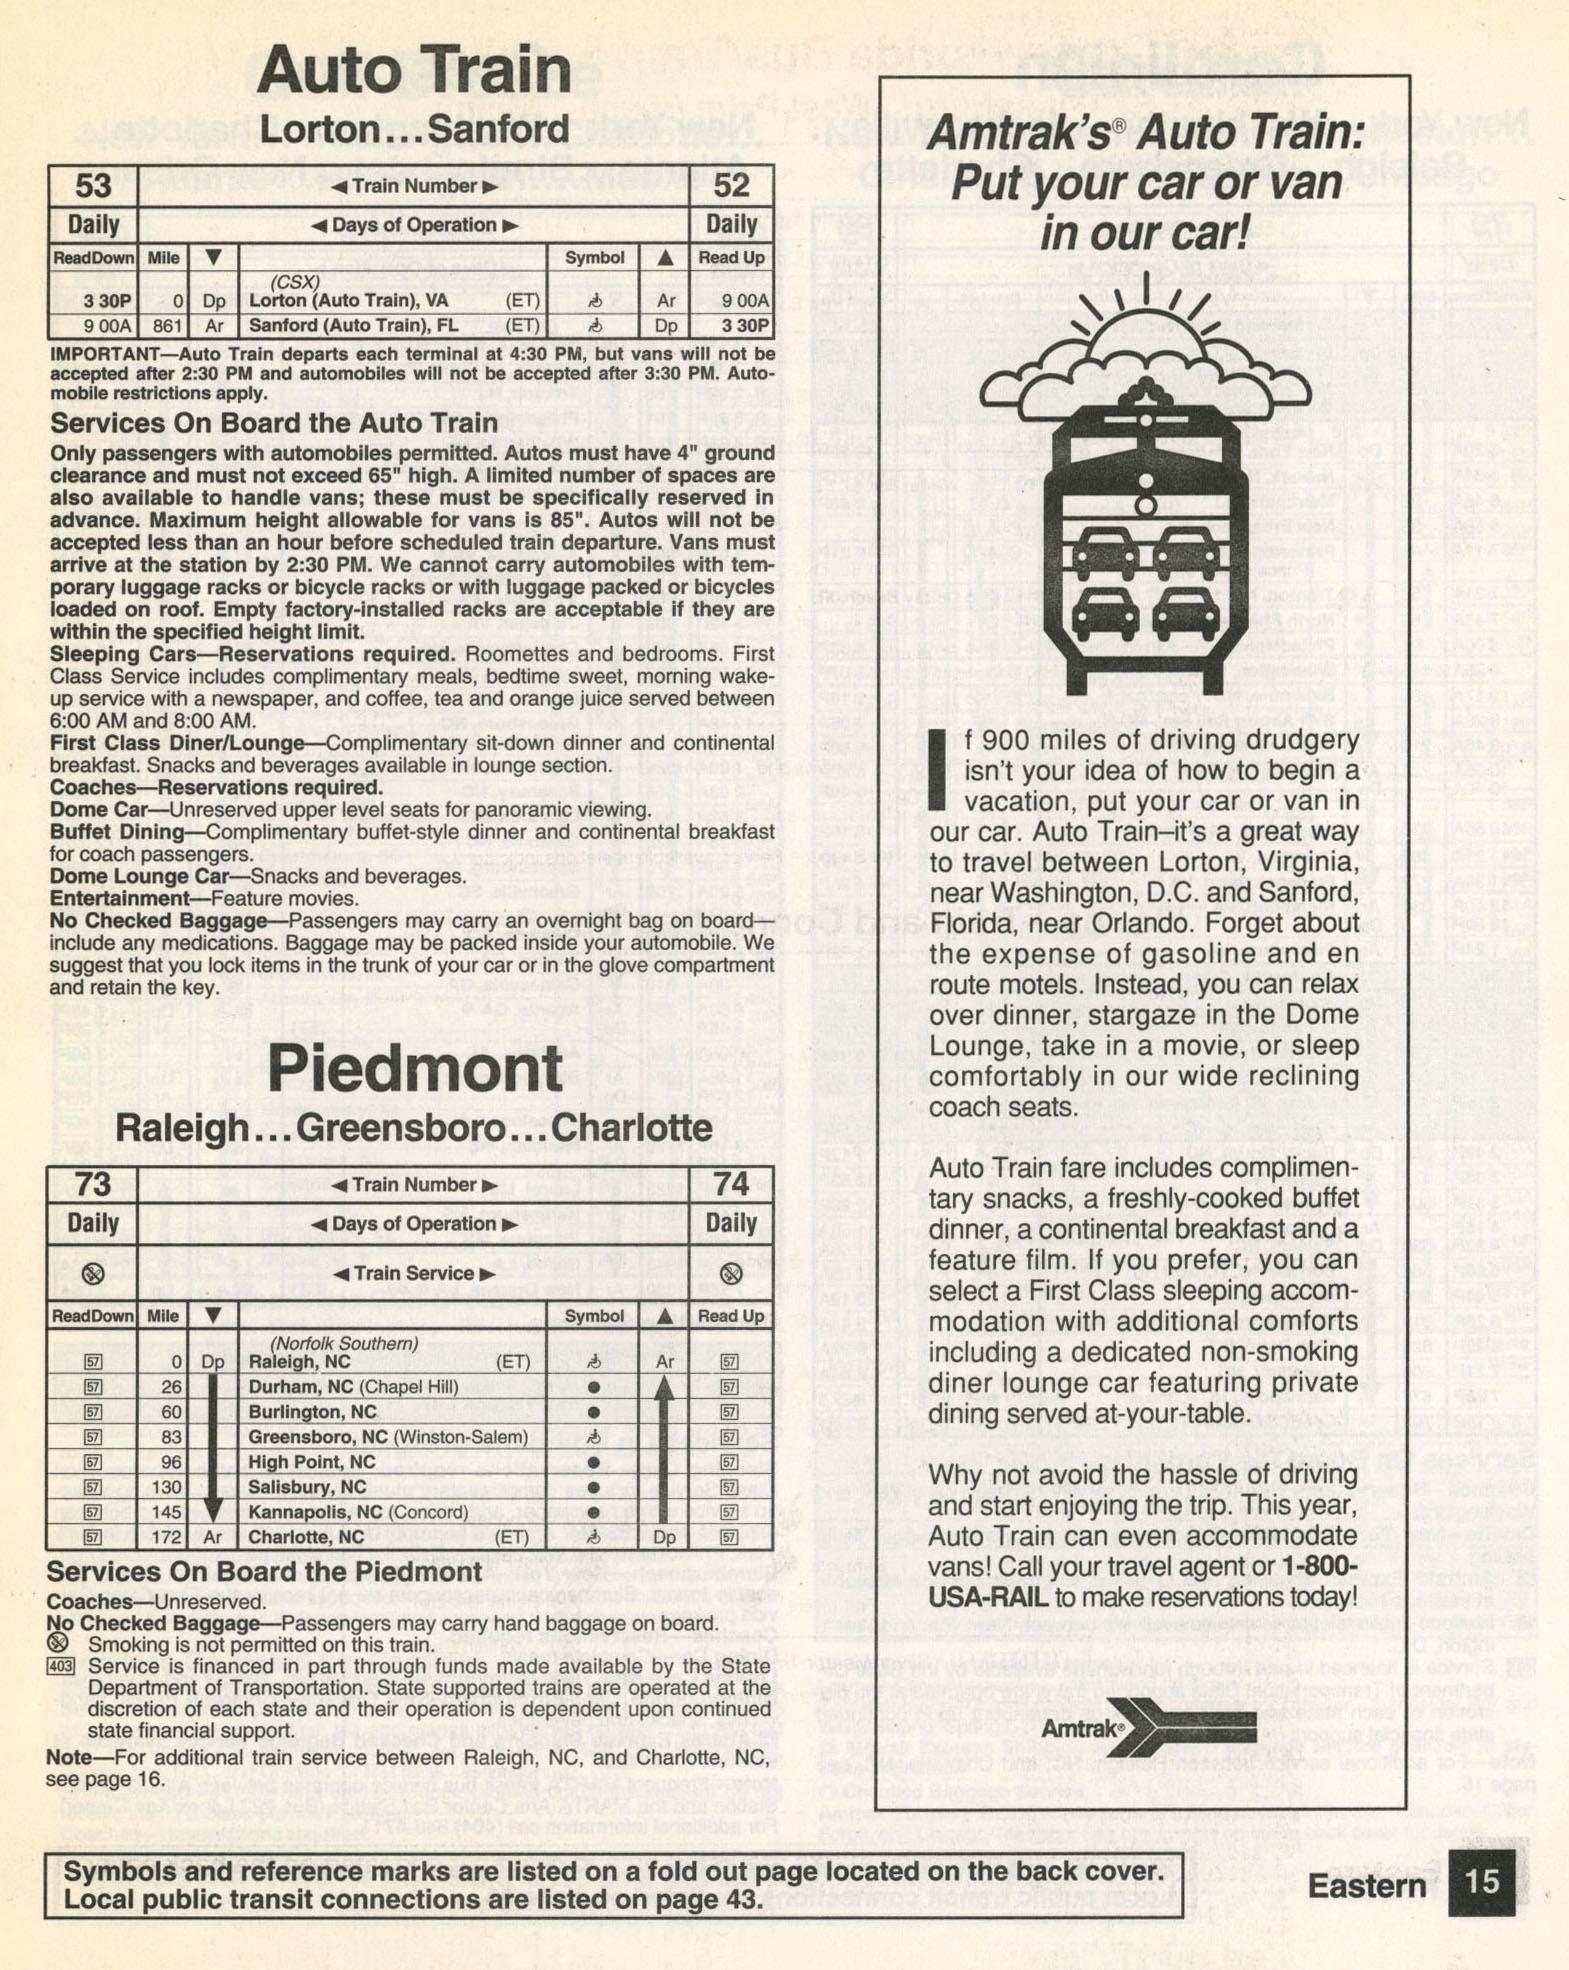 Auto Train
Lorton...Sanford
53 ◄ Train Number ► 52
Daily ◄ Days of Operation ► Daily
Read Down Mile ▼ Symbol ▲ Read Up
(CSX)
3 30P 0 Dp Lorton (Auto Train), VA (ET) Ar 9 00A
9 00A 861 Ar Sanford (Auto Train), FL (ET) Dp 3 30P
IMPORTANT—Auto Train departs each terminal at 4:30 PM, but vans will not be
accepted after 2:30 PM and automobiles will not be accepted after 3:30 PM. Auto-
mobile restrictions apply.
Services On Board the Auto Train
Only passengers with automobiles permitted. Autos must have 4" ground
clearance and must not exceed 65" high. A limited number of spaces are
also available to handle vans; these must be specifically reserved in
advance. Maximum height allowable for vans is 85". Autos will not be
accepted less than an hour before scheduled train departure. Vans must
arrive at the station by 2:30 PM. We cannot carry automobiles with tem-
porary luggage racks or bicycle racks or with luggage packed or bicycles
loaded on roof. Empty factory-installed racks are acceptable if they are
within the specified height limit.
Sleeping Cars—Reservations required. Roomettes and bedrooms. First
Class Service includes complimentary meals, bedtime sweet, morning wake-
up service with a newspaper, and coffee, tea and orange juice served between
6:00 AM and 8:00 AM.
First Class Diner/Lounge—Complimentary sit-down dinner and continental
breakfast. Snacks and beverages available in lounge section.
Coaches—Reservations required.
Dome Car—Unreserved upper level seats for panoramic viewing.
Buffet Dining—Complimentary buffet-style dinner and continental breakfast
for coach passengers.
Dome Lounge Car—Snacks and beverages.
Entertainment—Feature movies.
No Checked Baggage—Passengers may carry an overnight bag on board—
include any medications. Baggage may be packed inside your automobile. We
suggest that you lock items in the trunk of your car or in the glove compartment
and retain the key.
Piedmont
Raleigh...Greensboro...Charlotte
73 ◄ Train Number ► 74
Daily ◄ Days of Operation ► Daily
◄ Train Service ►
Read Down Mile ▼ Symbol ▲ Read Up
(Norfolk Southern)
57 0 Dp Raleigh, NC (ET) Ar 57
57 26 Durham, NC (Chapel Hill) ● 57
57 60 Burlington, NC ● 57
57 83 Greensboro, NC (Winston-Salem) 57
57 96 High Point, NC ● 57
57 130 Salisbury, NC ● 57
57 145 Kannapolis, NC (Concord) ● 57
57 172 Ar Charlotte, NC (ET) Dp 57
Services On Board the Piedmont
Coaches—Unreserved.
No Checked Baggage—Passengers may carry hand baggage on board.
Smoking is not permitted on this train.
403 Service is financed in part through funds made available by the State
Department of Transportation. State supported trains are operated at the
discretion of each state and their operation is dependent upon continued
state financial support.
Note—For additional train service between Raleigh, NC, and Charlotte, NC,
see page 16.
Amtrak's® Auto Train:
Put your car or van
in our car!
If 900 miles of driving drudgery
isn't your idea of how to begin a
vacation, put your car or van in
our car. Auto Train–it's a great way
to travel between Lorton, Virginia,
near Washington, D.C. and Sanford,
Florida, near Orlando. Forget about
the expense of gasoline and en
route motels. Instead, you can relax
over dinner, stargaze in the Dome
Lounge, take in a movie, or sleep
comfortably in our wide reclining
coach seats.
Auto Train fare includes complimen-
tary snacks, a freshly-cooked buffet
dinner, a continental breakfast and a
feature film. If you prefer, you can
select a First Class sleeping accom-
modation with additional comforts
including a dedicated non-smoking
diner lounge car featuring private
dining served at-your-table.
Why not avoid the hassle of driving
and start enjoying the trip. This year,
Auto Train can even accommodate
vans! Call your travel agent or 1-800-
USA-RAIL to make reservations today!
Amtrak®
Symbols and reference marks are listed on a fold out page located on the back cover.
Local public transit connections are listed on page 43.
Eastern 15